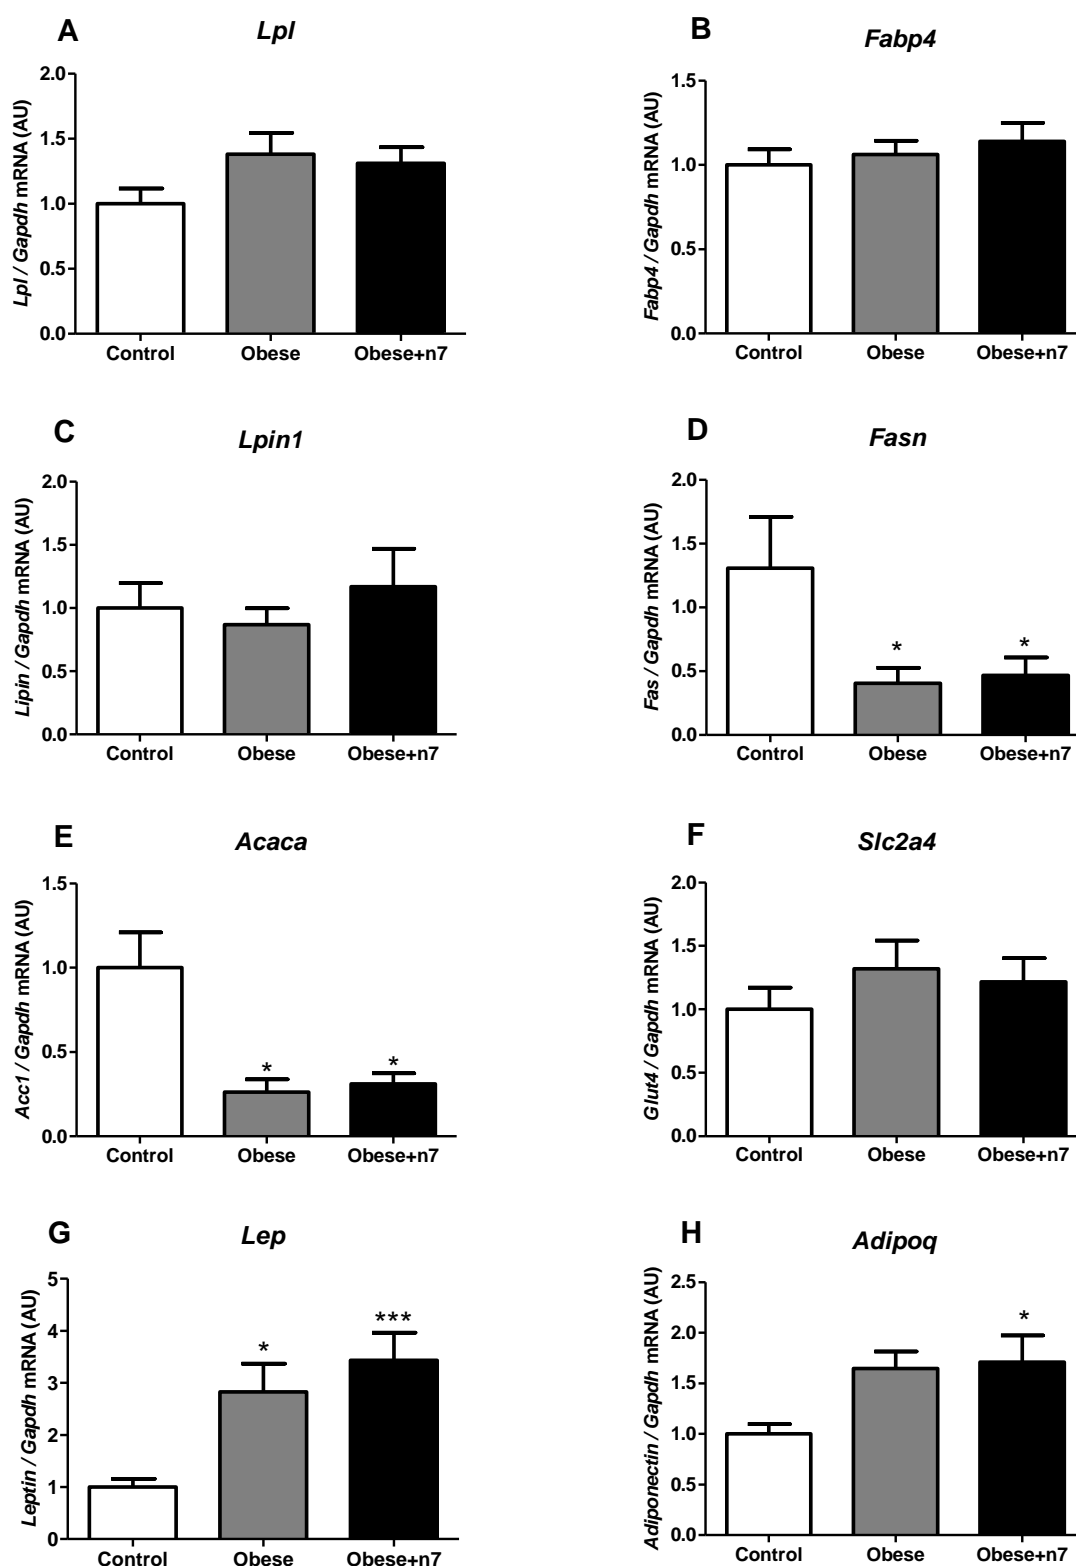 A
Lpl
Lpl / Gapdh mRNA (AU)
2.0
1.5
1.0
0.5
0.0
Control Obese Obese+n7
B
Fabp4
Fabp4 / Gapdh mRNA (AU)
1.5
1.0
0.5
0.0
Control Obese Obese+n7
C
Lpin1
Lipin / Gapdh mRNA (AU)
2.0
1.5
1.0
0.5
0.0
Control Obese Obese+n7
D
Fasn
Fas / Gapdh mRNA (AU)
2.0
1.5
1.0
0.5
0.0
* *
Control Obese Obese+n7
E
Acaca
Acc1 / Gapdh mRNA (AU)
1.5
1.0
0.5
0.0
* *
Control Obese Obese+n7
F
Slc2a4
Glut4 / Gapdh mRNA (AU)
2.0
1.5
1.0
0.5
0.0
Control Obese Obese+n7
G
Lep
Leptin / Gapdh mRNA (AU)
5
4
3
2
1
0
* ***
Control Obese Obese+n7
H
Adipoq
Adiponectin / Gapdh mRNA (AU)
2.5
2.0
1.5
1.0
0.5
0.0
*
Control Obese Obese+n7